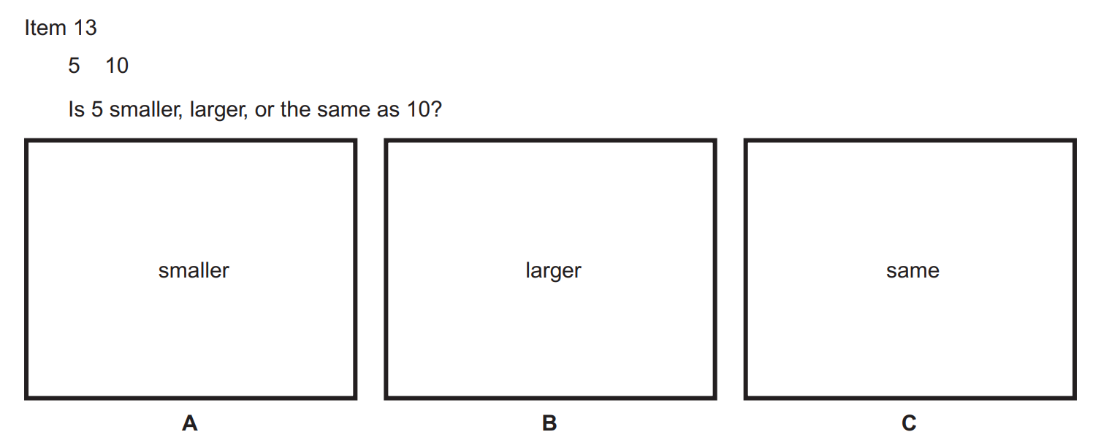 Item 13
5 10
Is 5 smaller, larger, or the same as 10?
smaller
larger
same
A
B
C